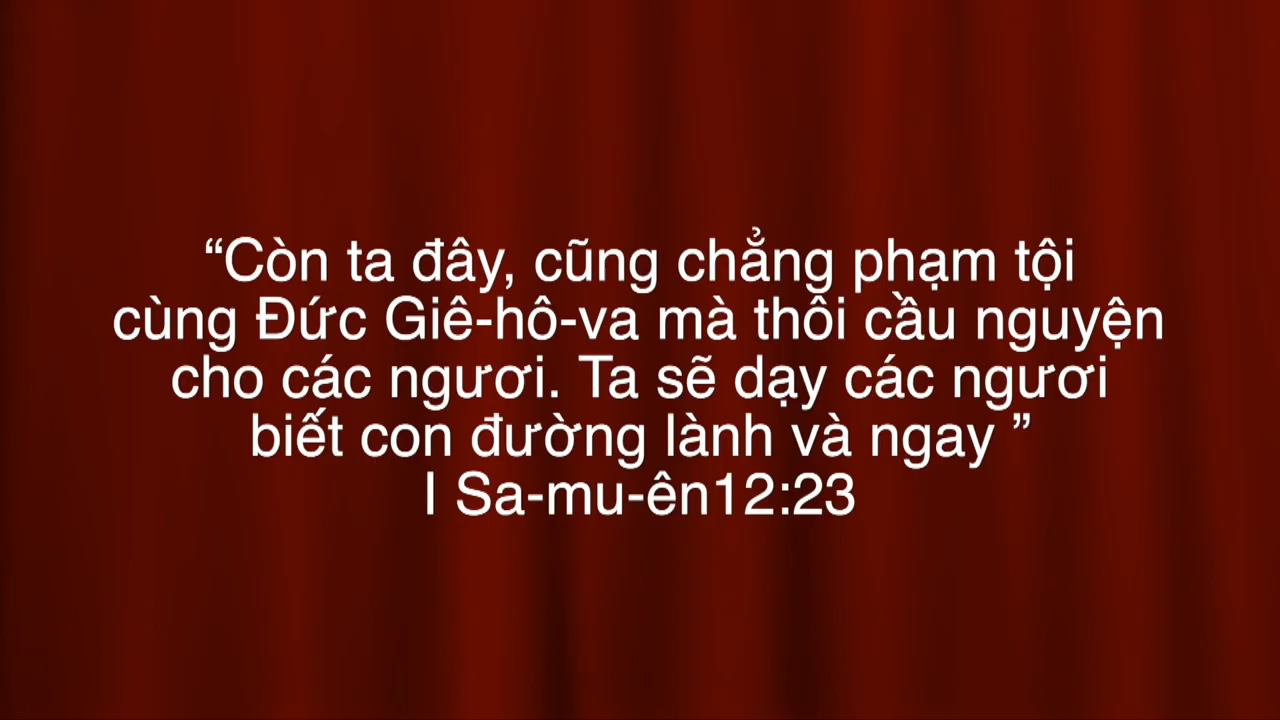 “Còn ta đây, cũng chẳng phạm tội
cùng Đức Giê-hô-va mà thôi cầu nguyện
cho các ngươi. Ta sẽ dạy các ngươi
biết con đường lành và ngay ”
I Sa-mu-ên12:23